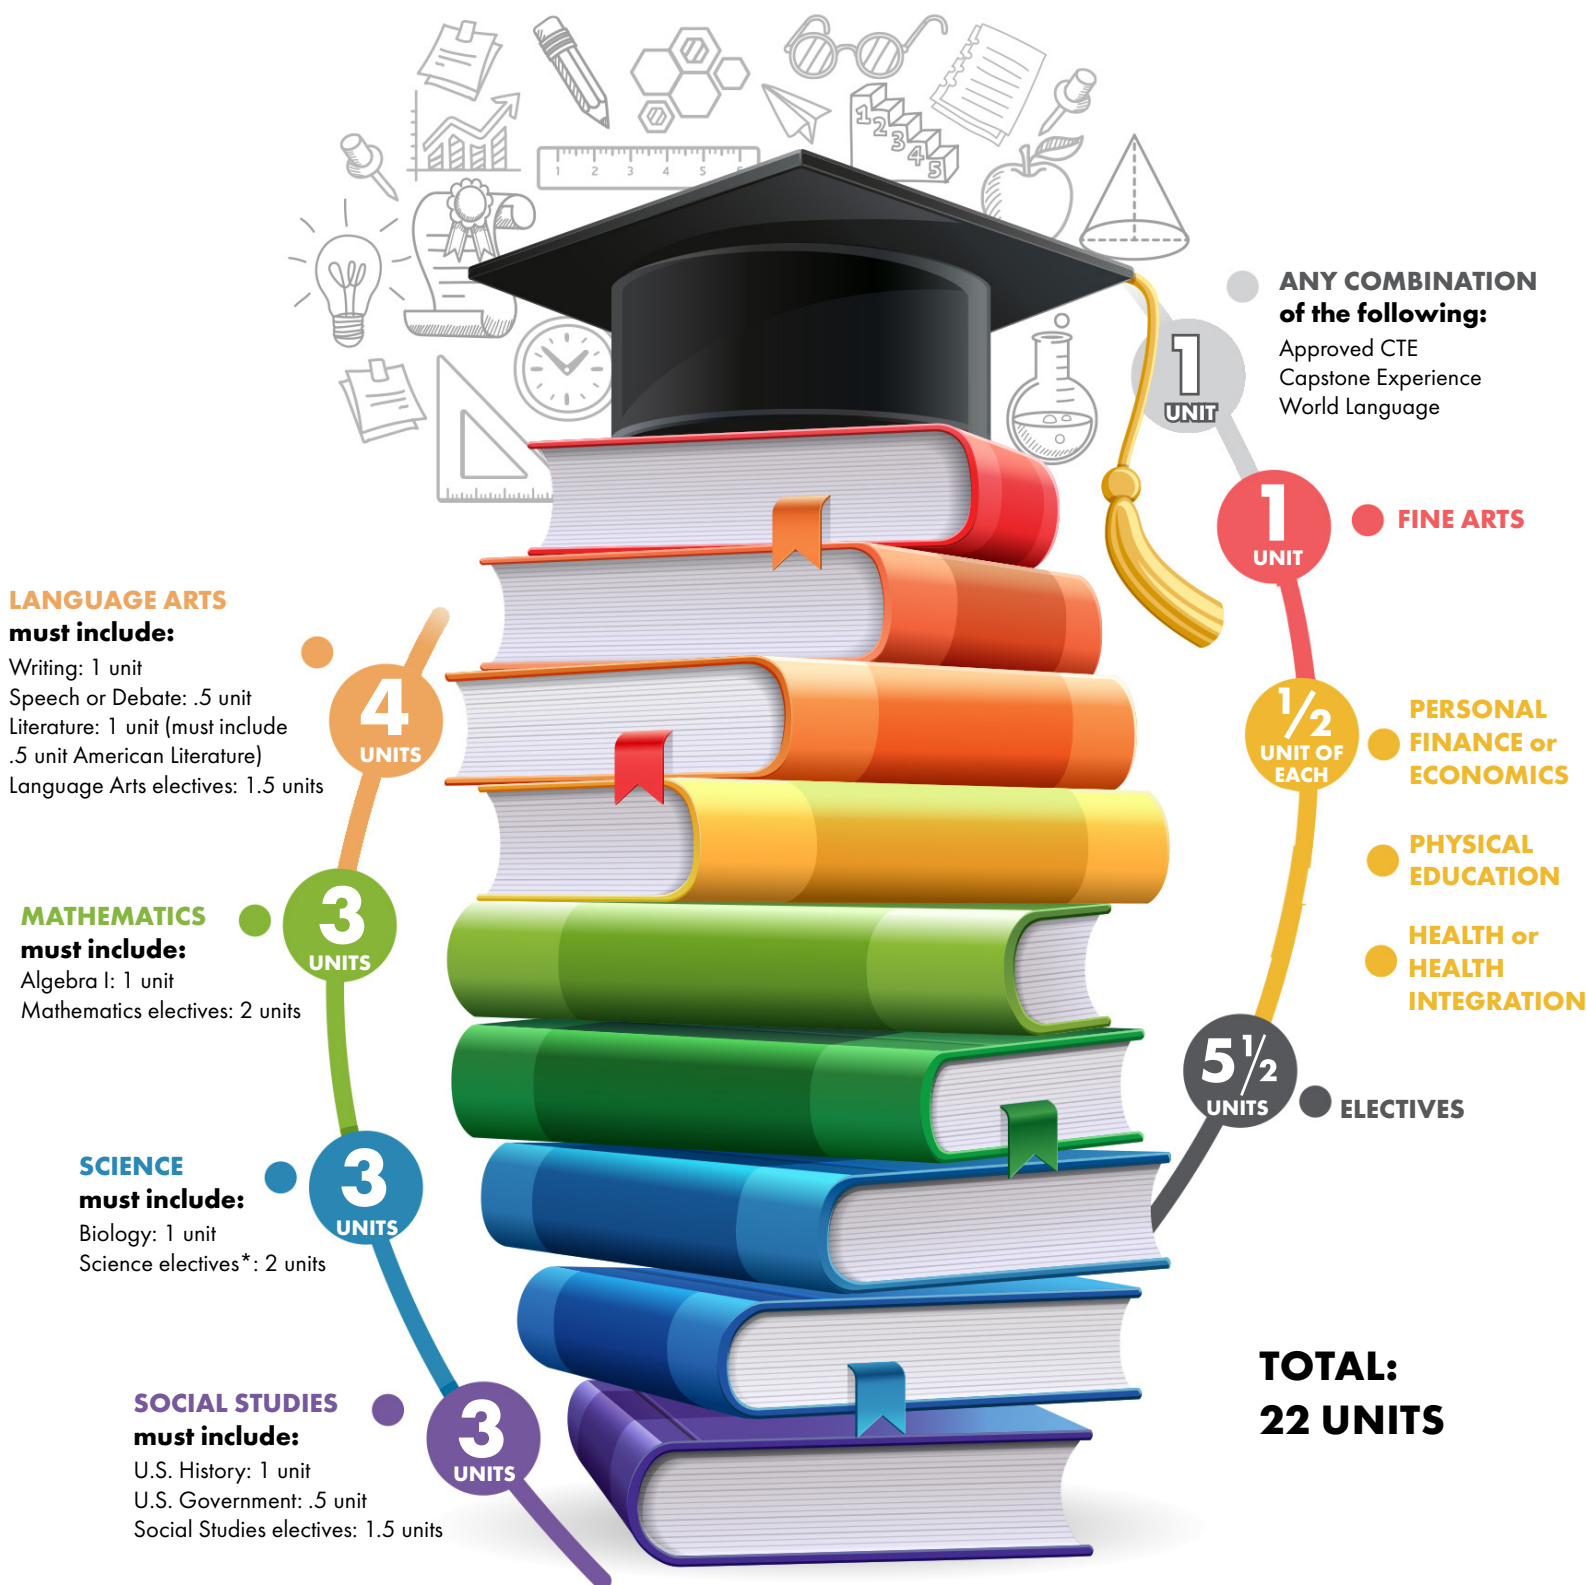 1 2 3 4 5 6
1
2
3
4
5
ANY COMBINATION
of the following:
Approved CTE
Capstone Experience
World Language
1
UNIT
1
UNIT
FINE ARTS
LANGUAGE ARTS
must include:
Writing: 1 unit
Speech or Debate: .5 unit
Literature: 1 unit (must include
.5 unit American Literature)
Language Arts electives: 1.5 units
4
UNITS
1/2
UNIT OF
EACH
PERSONAL
FINANCE or
ECONOMICS
PHYSICAL
EDUCATION
HEALTH or
HEALTH
INTEGRATION
MATHEMATICS
must include:
Algebra I: 1 unit
Mathematics electives: 2 units
3
UNITS
5 1/2
UNITS
ELECTIVES
SCIENCE
must include:
Biology: 1 unit
Science electives*: 2 units
3
UNITS
SOCIAL STUDIES
must include:
U.S. History: 1 unit
U.S. Government: .5 unit
Social Studies electives: 1.5 units
3
UNITS
TOTAL:
22 UNITS